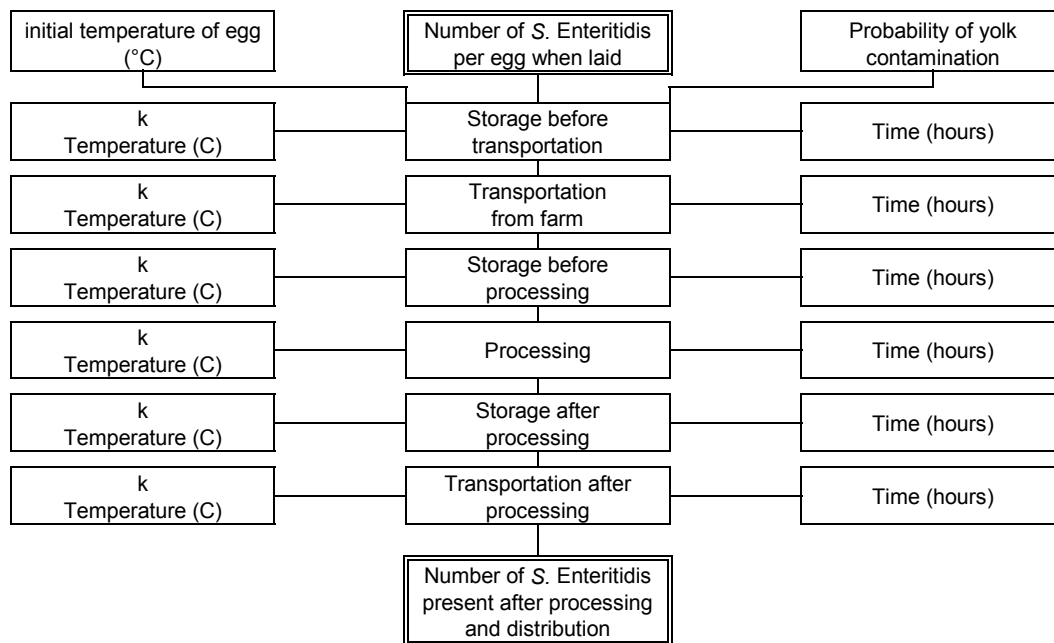 initial temperature of egg
(°C)
Number of S. Enteritidis
per egg when laid
Probability of yolk
contamination
k
Temperature (C)
Storage before
transportation
Time (hours)
k
Temperature (C)
Transportation
from farm
Time (hours)
k
Temperature (C)
Storage before
processing
Time (hours)
k
Temperature (C)
Processing
Time (hours)
k
Temperature (C)
Storage after
processing
Time (hours)
k
Temperature (C)
Transportation after
processing
Time (hours)
Number of S. Enteritidis
present after processing
and distribution